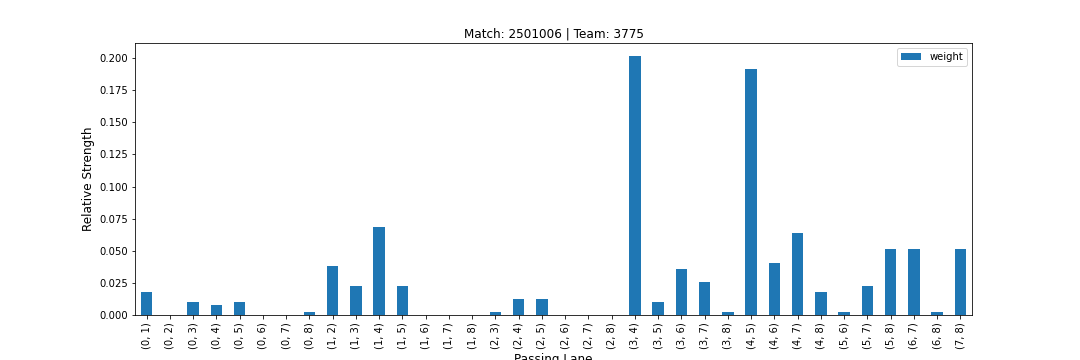 Match: 2501006 | Team: 3775
weight
Relative Strength
0.200
0.175
0.150
0.125
0.100
0.075
0.050
0.025
0.000
(0, 1) (0, 2) (0, 3) (0, 4) (0, 5) (0, 6) (0, 7) (0, 8) (1, 2) (1, 3) (1, 4) (1, 5) (1, 6) (1, 7) (1, 8) (2, 3) (2, 4) (2, 5) (2, 6) (2, 7) (2, 8) (3, 4) (3, 5) (3, 6) (3, 7) (3, 8) (4, 5) (4, 6) (4, 7) (4, 8) (5, 6) (5, 7) (5, 8) (6, 7) (6, 8) (7, 8)
Passing Lane